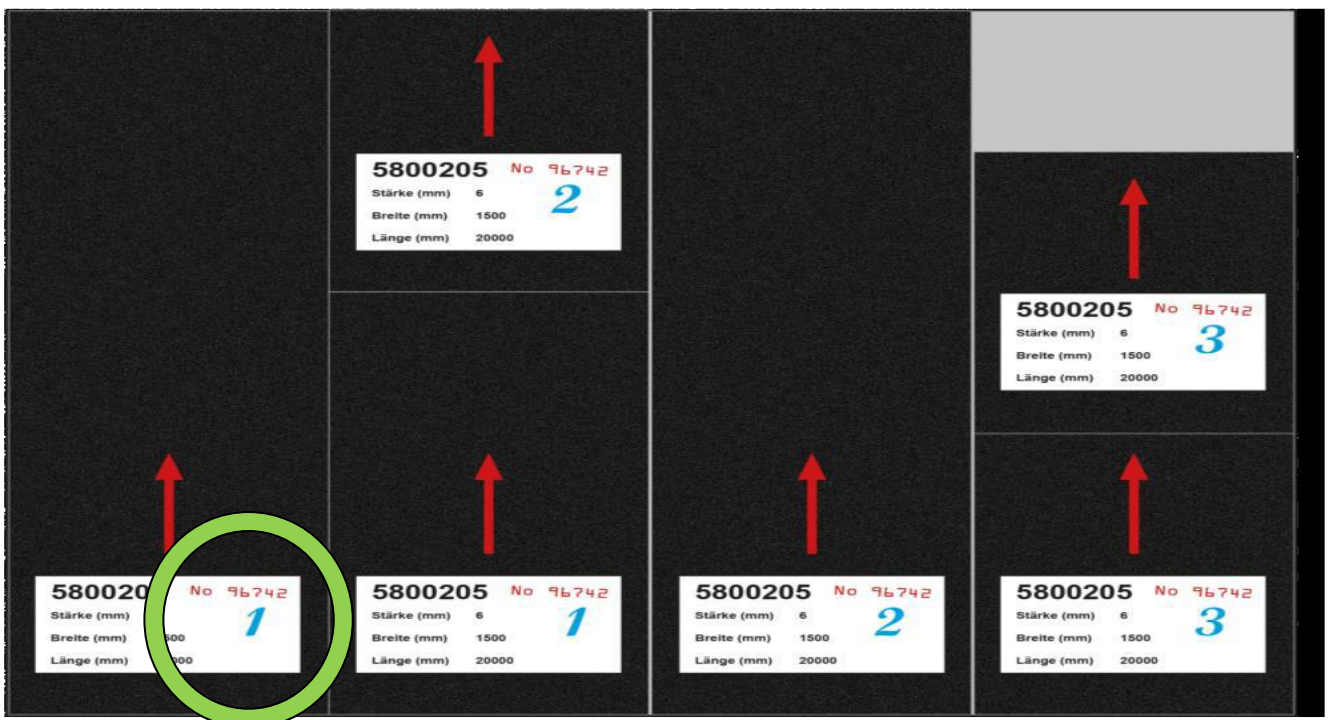 5800205 No 96742
Stärke (mm) 6
2
Breite (mm) 1500
Länge (mm) 20000
5800205 No 96742
Stärke (mm) 6
3
Breite (mm) 1500
Länge (mm) 20000
580020 No 96742
Stärke (mm)
1
Breite (mm)
Länge (mm)
5800205 No 96742
Stärke (mm) 6
1
Breite (mm) 1500
Länge (mm) 20000
5800205 No 96742
Stärke (mm) 6
2
Breite (mm) 1500
Länge (mm) 20000
5800205 No 96742
Stärke (mm) 6
3
Breite (mm) 1500
Länge (mm) 20000